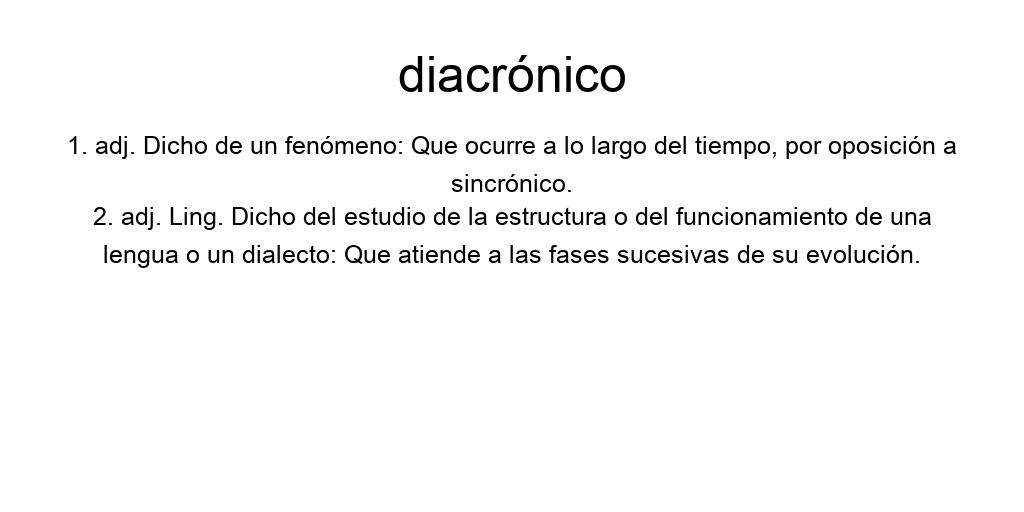 diacrónico
1. adj. Dicho de un fenómeno: Que ocurre a lo largo del tiempo, por oposición a
sincrónico.
2. adj. Ling. Dicho del estudio de la estructura o del funcionamiento de una
lengua o un dialecto: Que atiende a las fases sucesivas de su evolución.